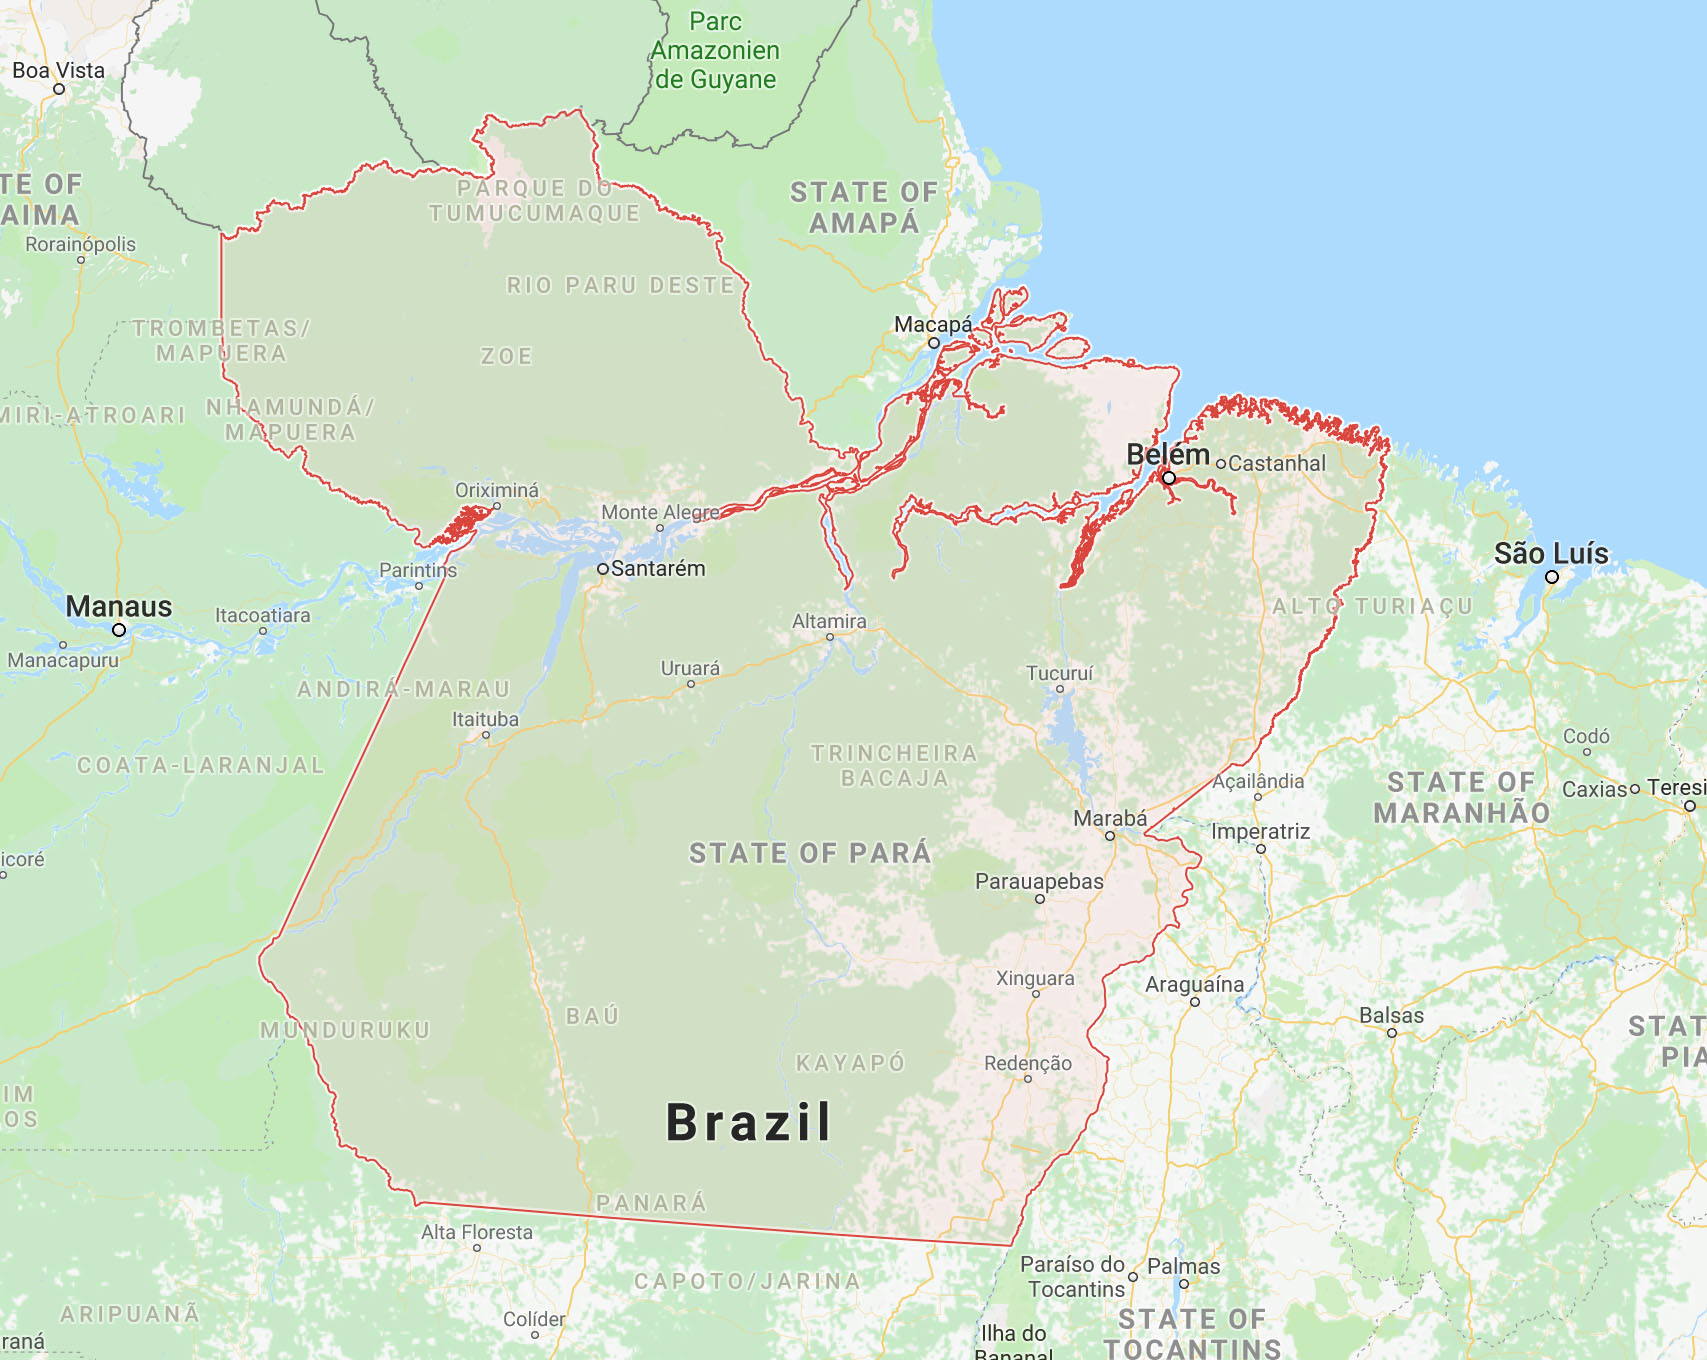 Parc
Amazonien
de Guyane
Boa Vista
TE OF
AIMA
PARQUE DO
TUMUCUMAQUE
STATE OF
AMAPÁ
Rorainópolis
RIO PARU DESTE
TROMBETAS/
MAPUERA
Macapá
ZOE
MIRI-ATROARI
NHAMUNDÁ/
MAPUERA
Belém
Castanhal
Oriximiná
Monte Alegre
São Luís
Parintins
Santarém
Manaus
Itacoatiara
ALTO TURIAÇU
Altamira
Manacapuru
Uruará
Tucuruí
ANDIRÁ-MARAU
Itaituba
Codó
COATA-LARANJAL
TRINCHEIRA
BACAJA
Açailândia
STATE OF
MARANHÃO
Caxias
Teresi
Marabá
Imperatriz
STATE OF PARÁ
icoré
Parauapebas
Xinguara
Araguaína
BAÚ
Balsas
MUNDURUKU
STAT
PIA
KAYAPÓ
Redenção
IM
OS
Brazil
PANARÁ
Alta Floresta
Paraíso do
Tocantins
Palmas
CAPOTO/JARINA
ARIPUANÃ
Colíder
STATE OF
TOCANTINS
raná
Ilha do
Bananal